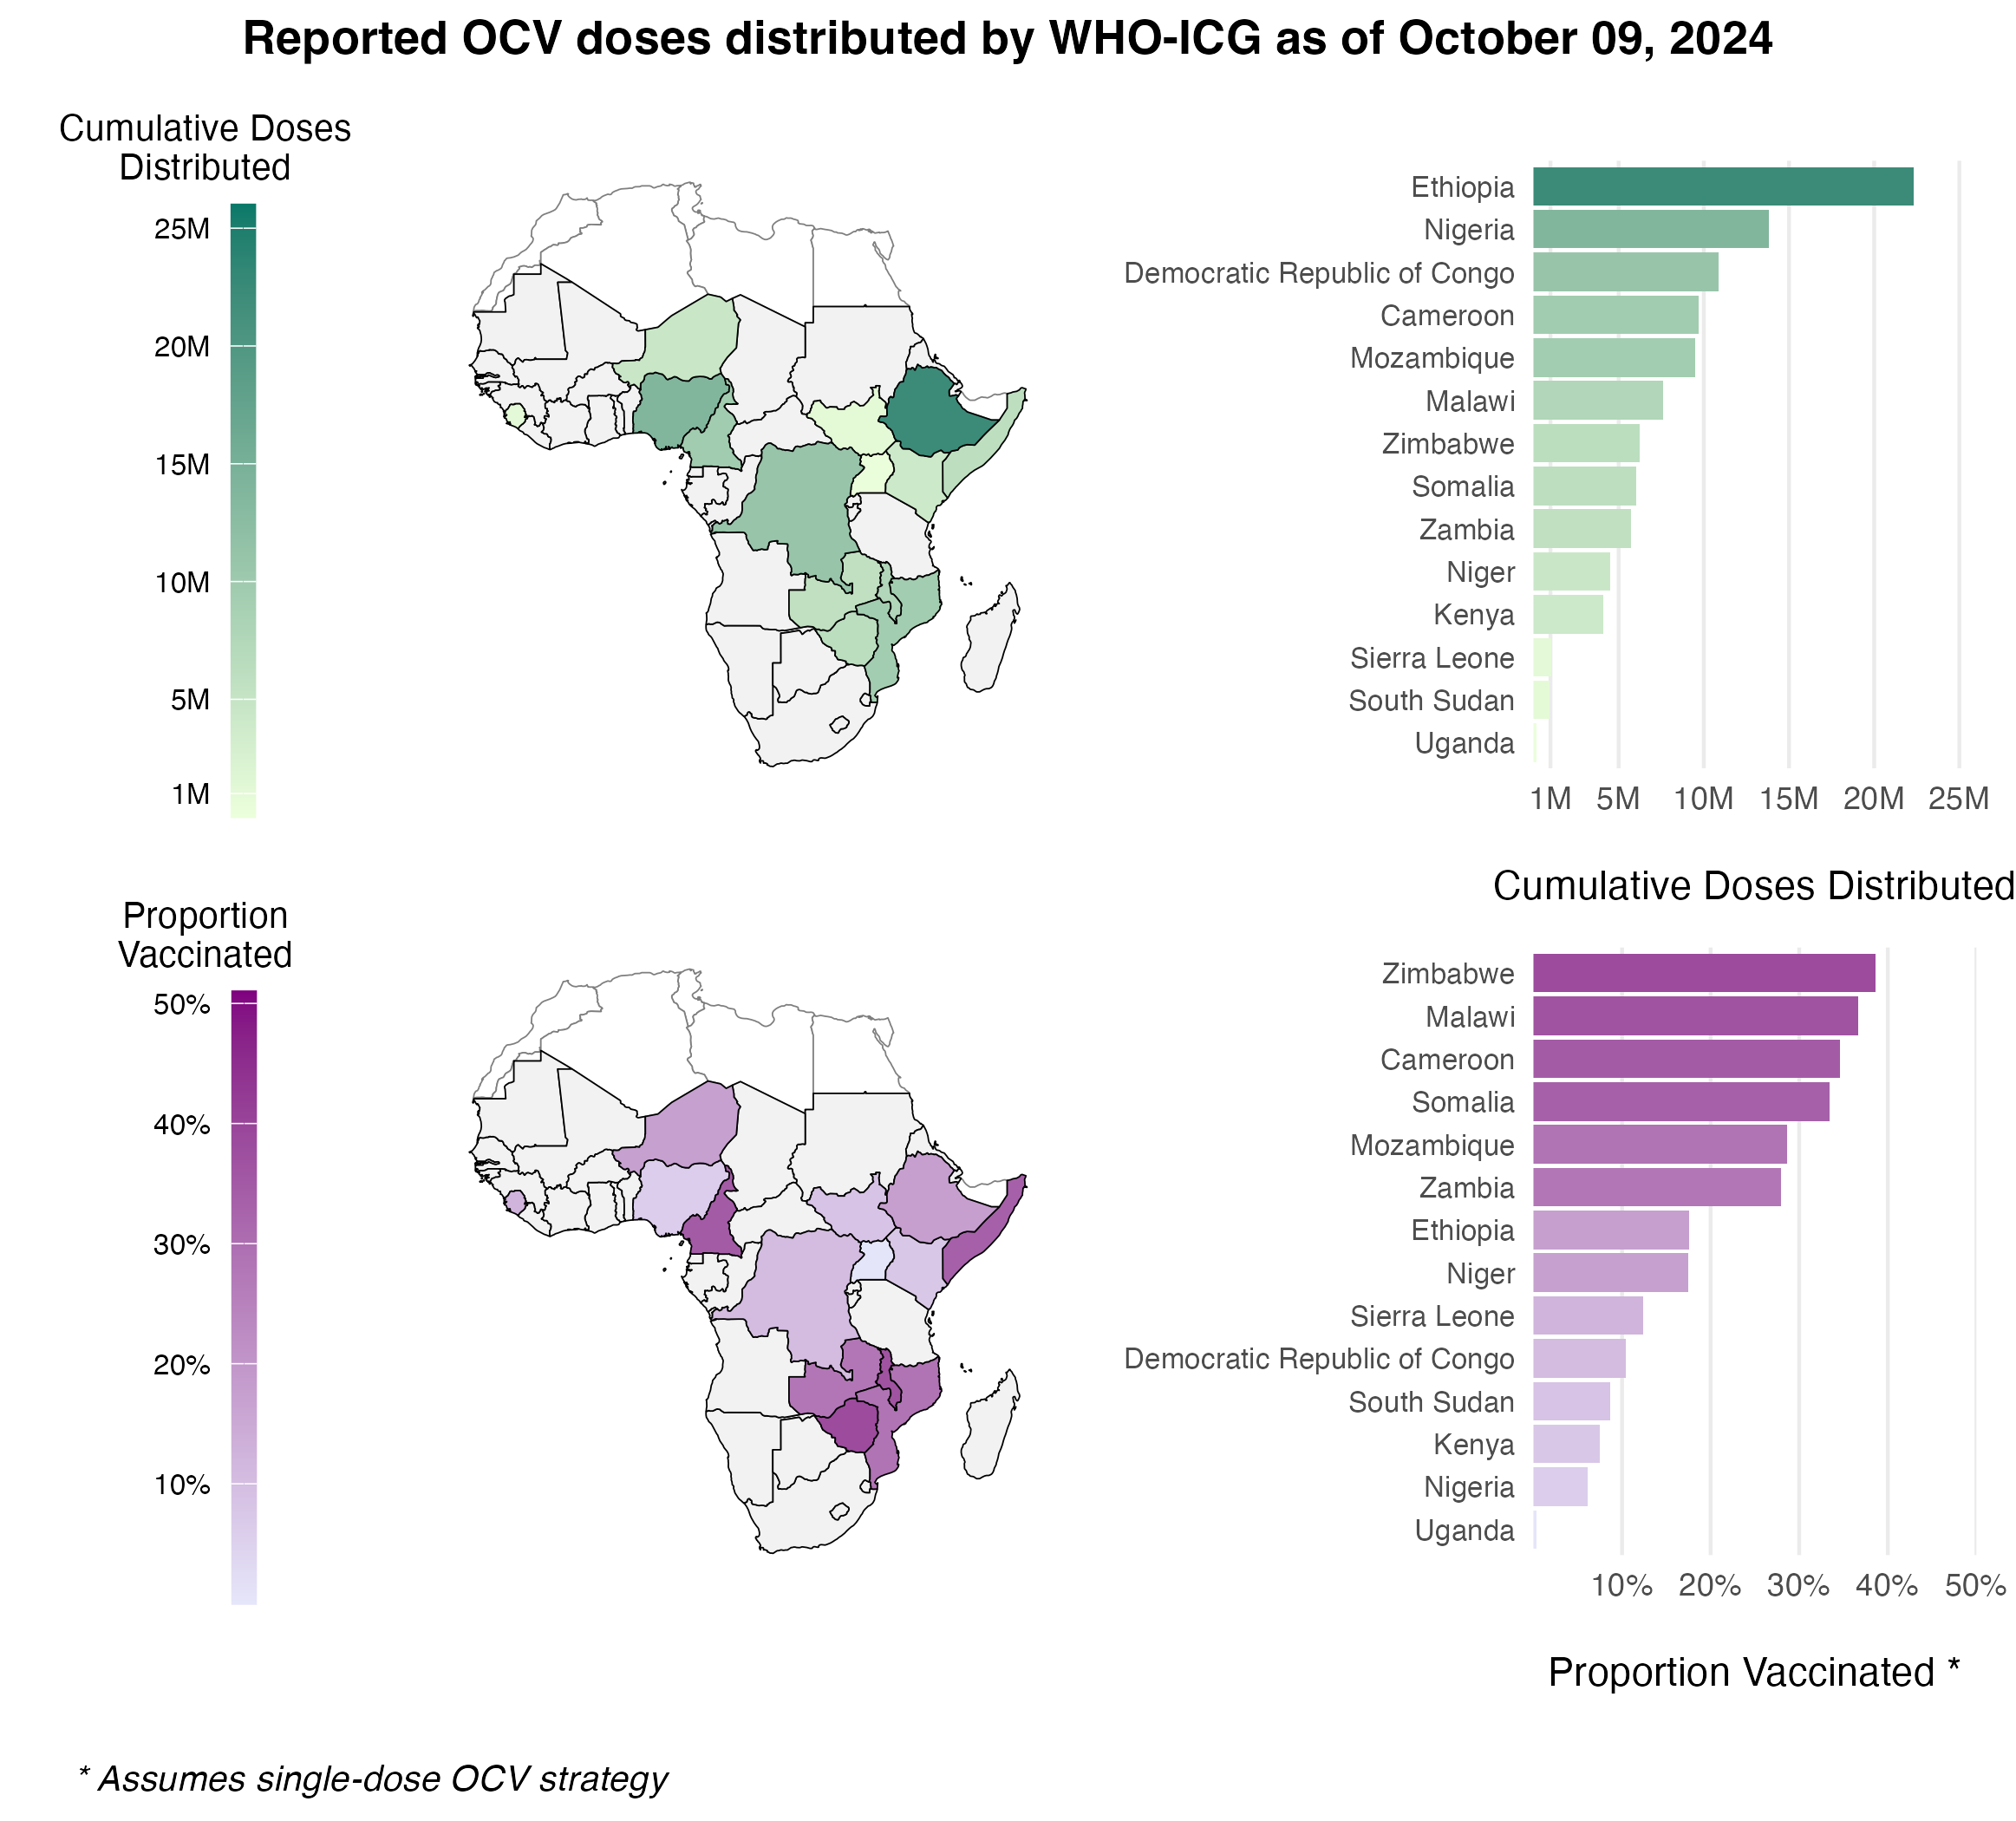 Reported OCV doses distributed by WHO-ICG as of October 09, 2024
Cumulative Doses
Distributed
25M
20M
15M
10M
5M
1M
Ethiopia
Nigeria
Democratic Republic of Congo
Cameroon
Mozambique
Malawi
Zimbabwe
Somalia
Zambia
Niger
Kenya
Sierra Leone
South Sudan
Uganda
1M 5M 10M 15M 20M 25M
Cumulative Doses Distributed
Proportion
Vaccinated
50%
40%
30%
20%
10%
Zimbabwe
Malawi
Cameroon
Somalia
Mozambique
Zambia
Ethiopia
Niger
Sierra Leone
Democratic Republic of Congo
South Sudan
Kenya
Nigeria
Uganda
10% 20% 30% 40% 50%
Proportion Vaccinated *
* Assumes single-dose OCV strategy